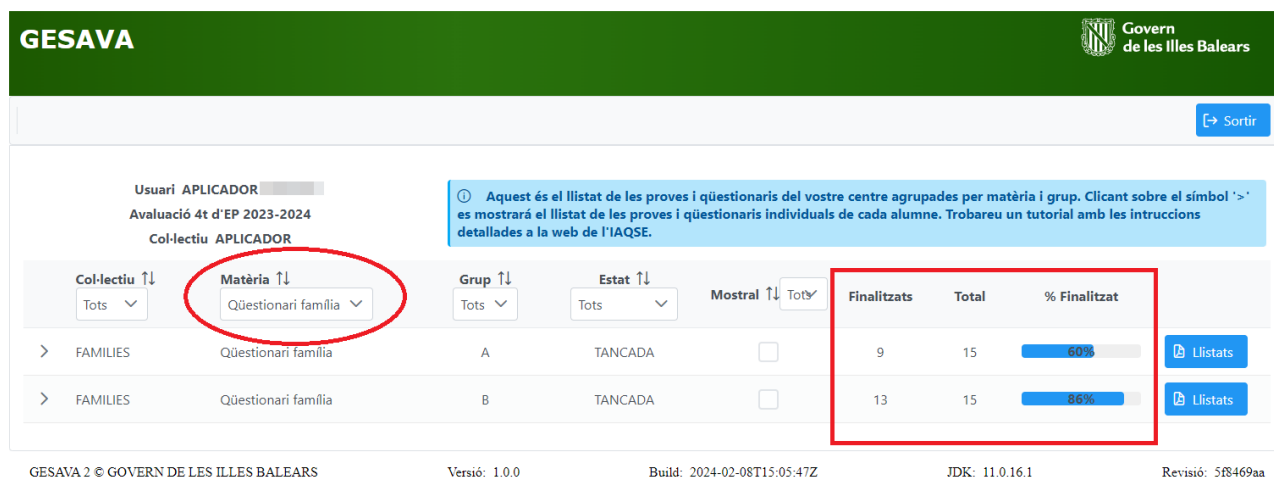 GESAVA
Govern
de les Illes Balears
Sortir
Usuari APLICADOR
Avaluació 4t d'EP 2023-2024
Col·lectiu APLICADOR
Aquest és el llistat de les proves i qüestionaris del vostre centre agrupades per matèria i grup. Clicant sobre el símbol '>'
es mostrarà el llistat de les proves i qüestionaris individuals de cada alumne. Trobareu un tutorial amb les intruccions
detallades a la web de l'IAQSE.
Col·lectiu Matèria Grup Estat Mostral Tots Finalitzats Total % Finalitzat
Tots Qüestionari família Tots Tots
> FAMILIES Qüestionari família A TANCADA 9 15 60% Llistats
> FAMILIES Qüestionari família B TANCADA 13 15 86% Llistats
GESAVA 2 © GOVERN DE LES ILLES BALEARS Versió: 1.0.0 Build: 2024-02-08T15:05:47Z JDK: 11.0.16.1 Revisió: 5f8469aa